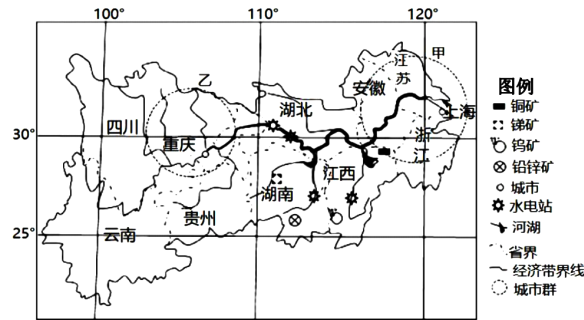 100° 110° 120°
甲
江苏
乙
安徽
湖北
上海
四川
30° 30°
重庆
浙江
江西
湖南
贵州
25° 25°
云南
图例
铜矿
锑矿
钨矿
铅锌矿
城市
水电站
河湖
省界
经济带界线
城市群